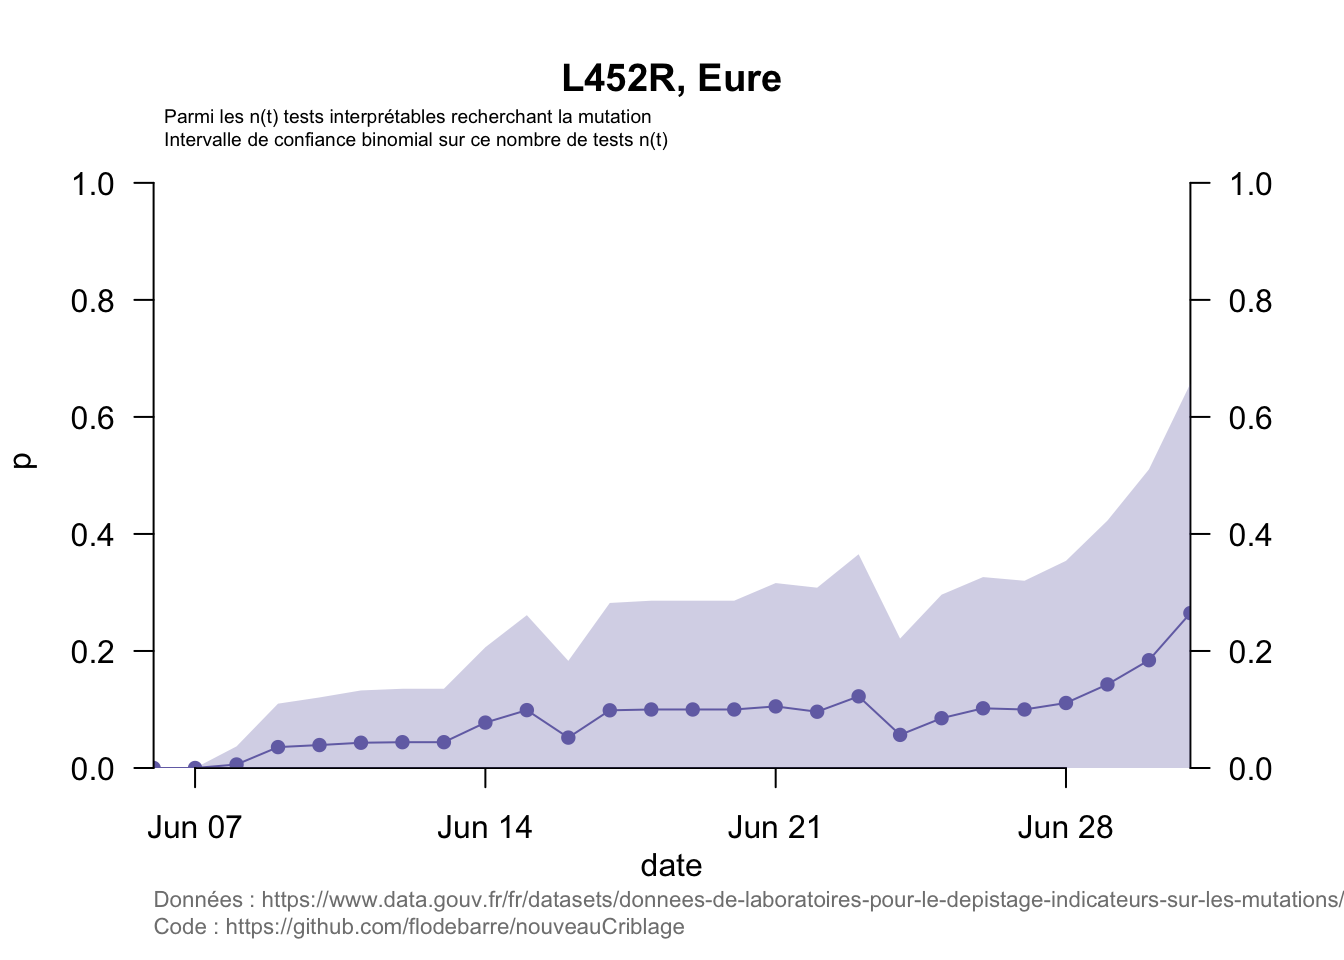 L452R, Eure
Parmi les n(t) tests interprétables recherchant la mutation
Intervalle de confiance binomial sur ce nombre de tests n(t)
1.0
0.8
0.6
0.4
0.2
0.0
p
1.0
0.8
0.6
0.4
0.2
0.0
Jun 07 Jun 14 Jun 21 Jun 28
date
Données : https://www.data.gouv.fr/fr/datasets/donnees-de-laboratoires-pour-le-depistage-indicateurs-sur-les-mutations/
Code : https://github.com/flodebarre/nouveauCriblage